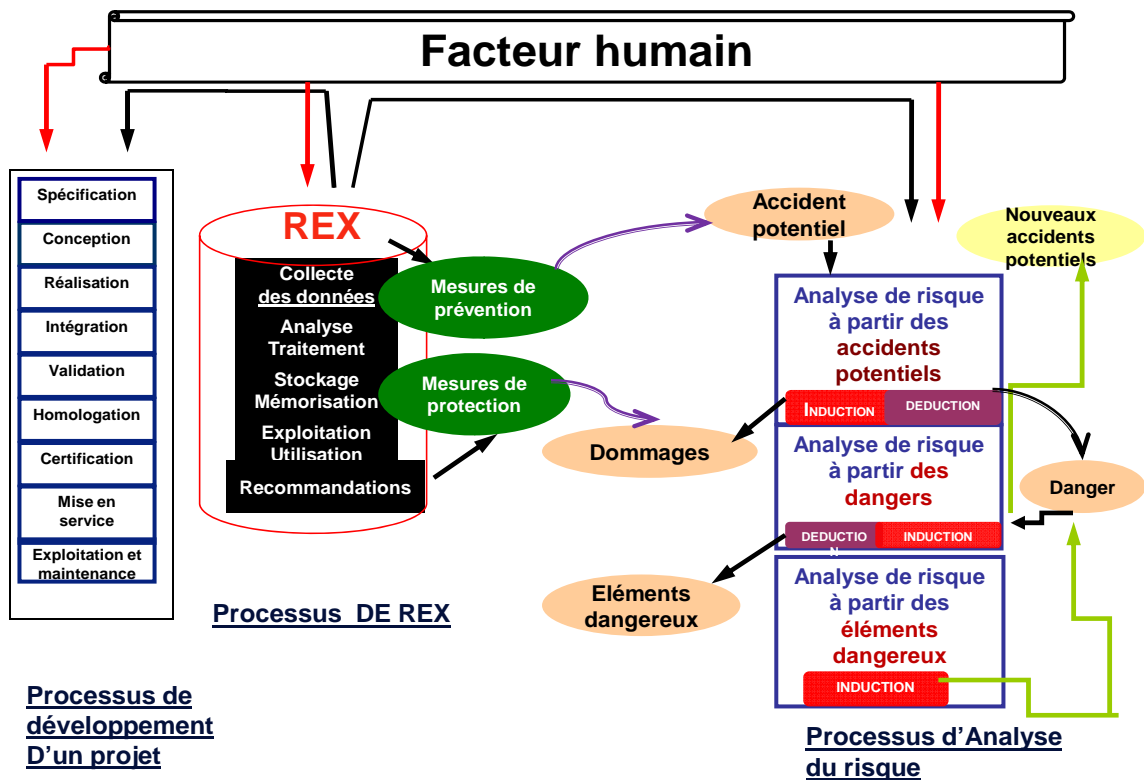 Facteur humain
Spécification
Conception
Réalisation
Intégration
Validation
Homologation
Certification
Mise en
service
Exploitation et
maintenance
Processus de
développement
D'un projet
REX
Collecte
des données
Analyse
Traitement
Stockage
Mémorisation
Exploitation
Utilisation
Recommandations
Processus DE REX
Mesures de
prévention
Mesures de
protection
Accident
potentiel
Dommages
Eléments
dangereux
Nouveaux
accidents
potentiels
Analyse de risque
à partir des
accidents
potentiels
INDUCTION
DEDUCTION
Analyse de risque
à partir des
dangers
DEDUCTIO
N
INDUCTION
Danger
Analyse de risque
à partir des
éléments
dangereux
INDUCTION
Processus d'Analyse
du risque